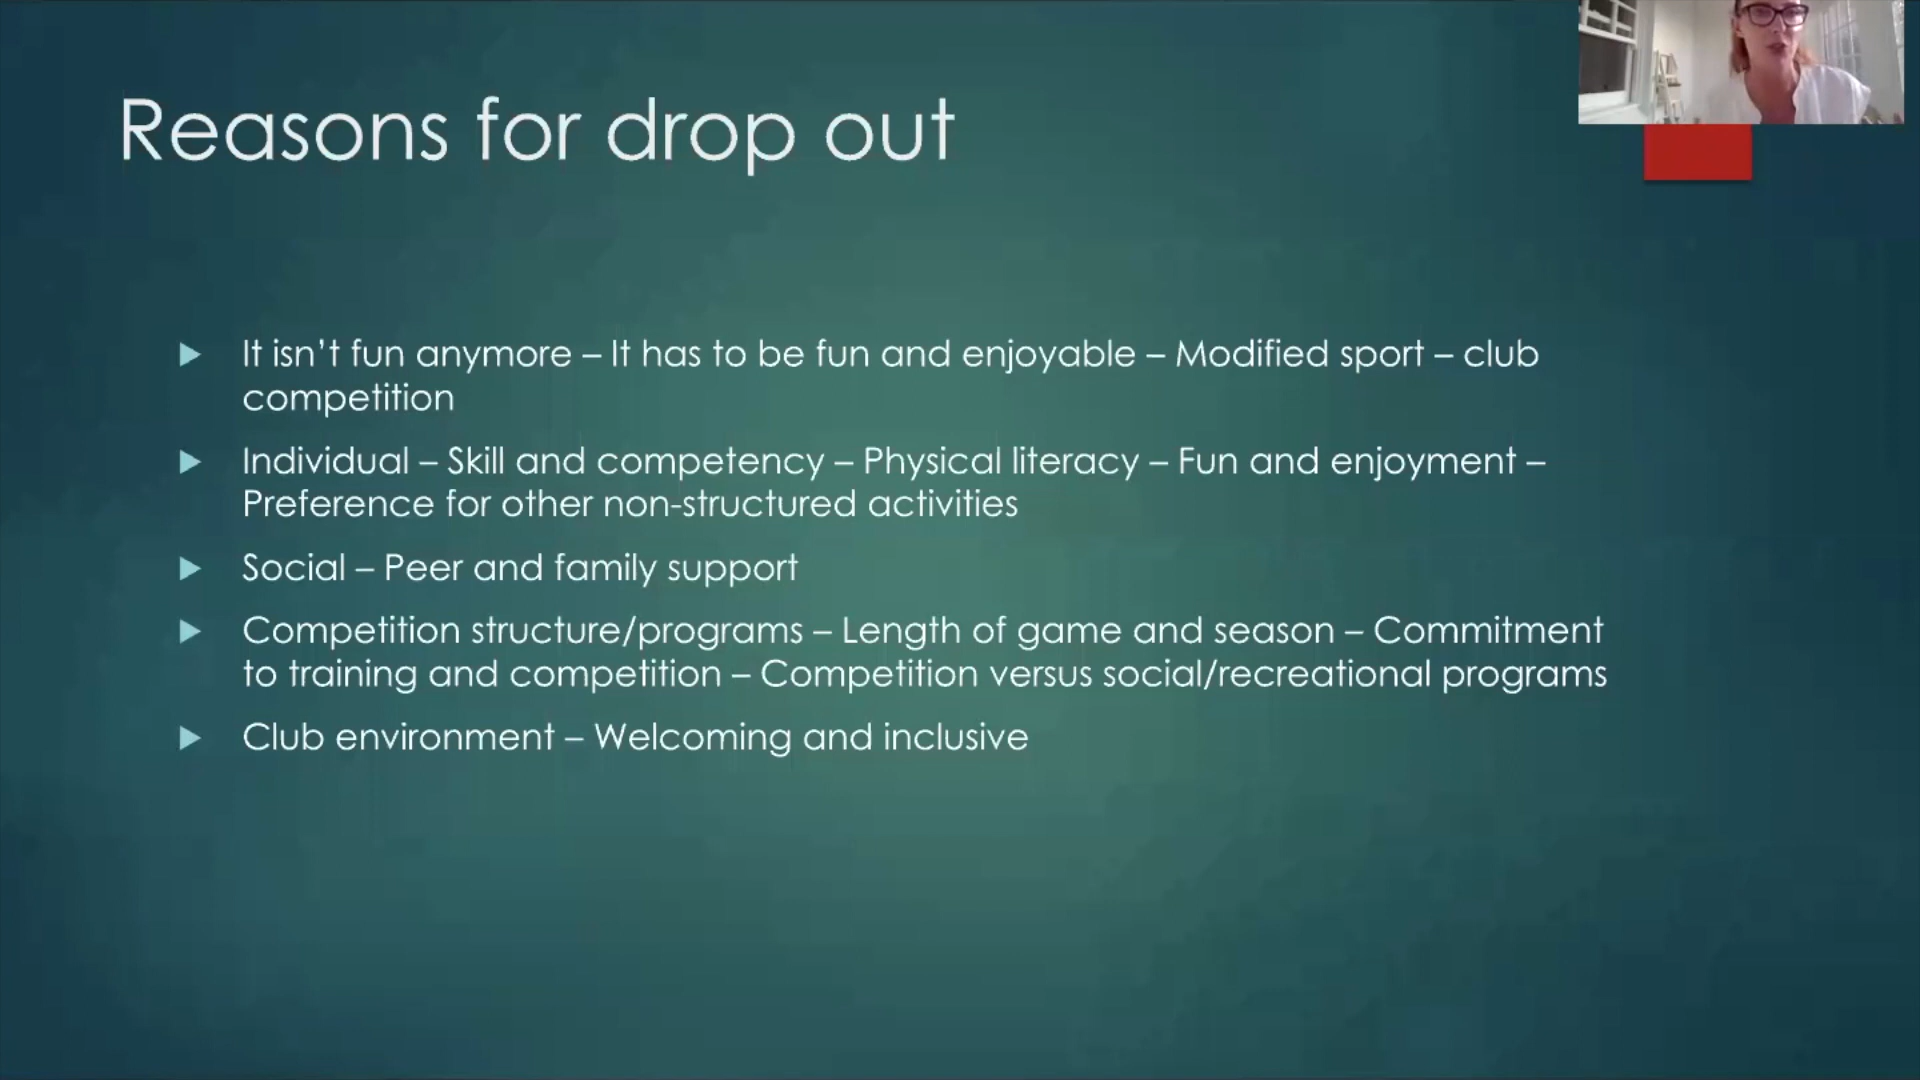 Reasons for drop out
It isn’t fun anymore – It has to be fun and enjoyable – Modified sport – club
competition
Individual – Skill and competency – Physical literacy – Fun and enjoyment –
Preference for other non-structured activities
Social – Peer and family support
Competition structure/programs – Length of game and season – Commitment
to training and competition – Competition versus social/recreational programs
Club environment – Welcoming and inclusive